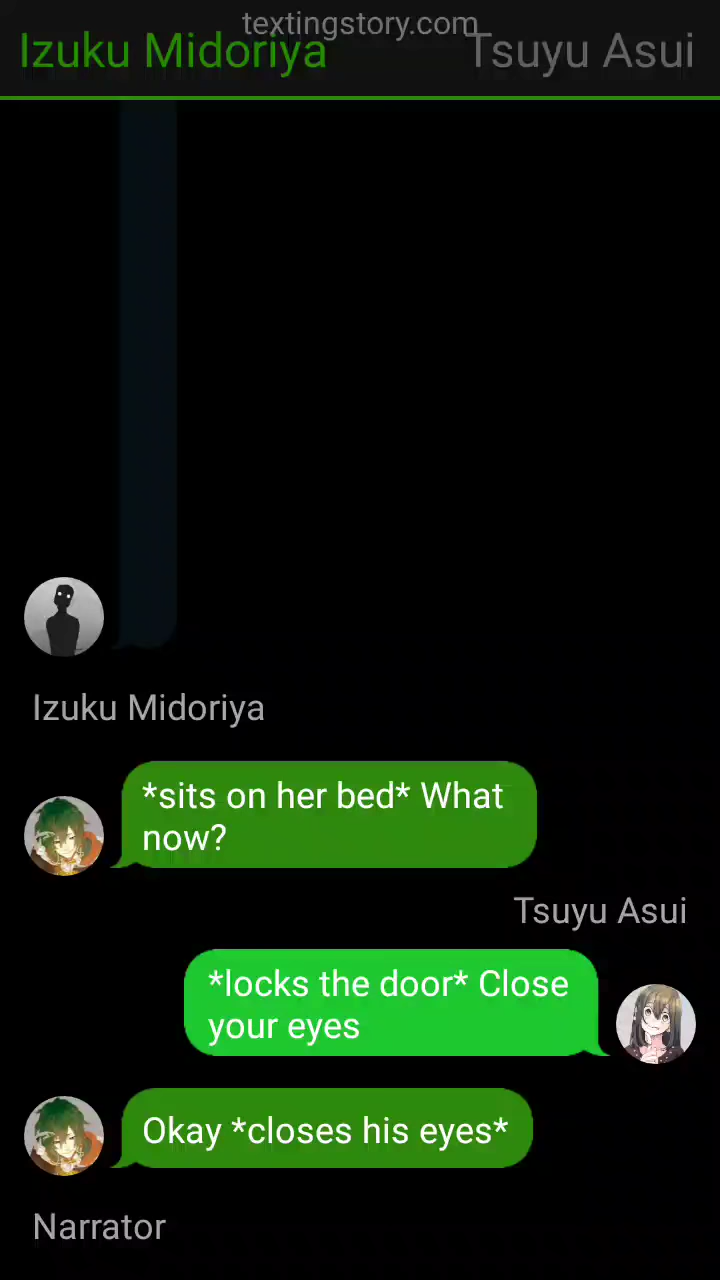 textingstory.com
Izuku Midoriya
Tsuyu Asui
Izuku Midoriya
*sits on her bed* What
now?
Tsuyu Asui
*locks the door* Close
your eyes
Okay *closes his eyes*
Narrator